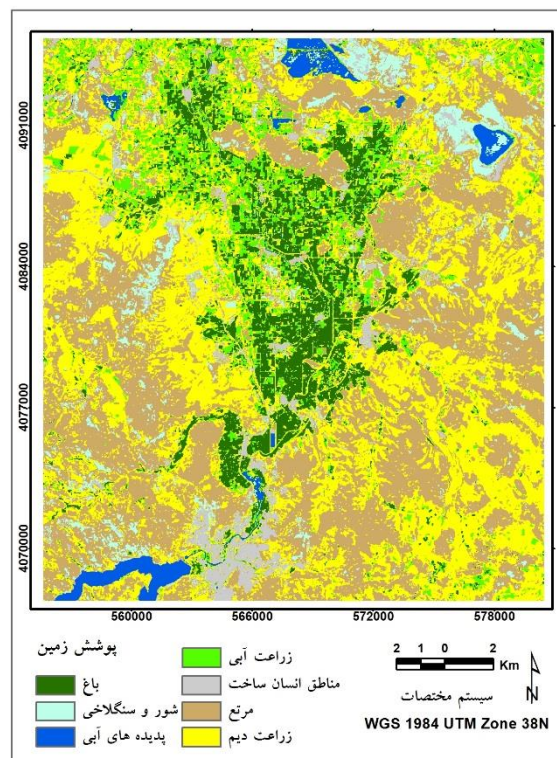 4091000
4084000
4077000
4070000
560000 566000 572000 578000
پوشش زمین
باغ
شور و سنگلاخی
پدیده های آبی
زراعت آبی
مناطق انسان ساخت
مرتع
زراعت دیم
2 1 0 2
Km
N
سیستم مختصات
WGS 1984 UTM Zone 38N